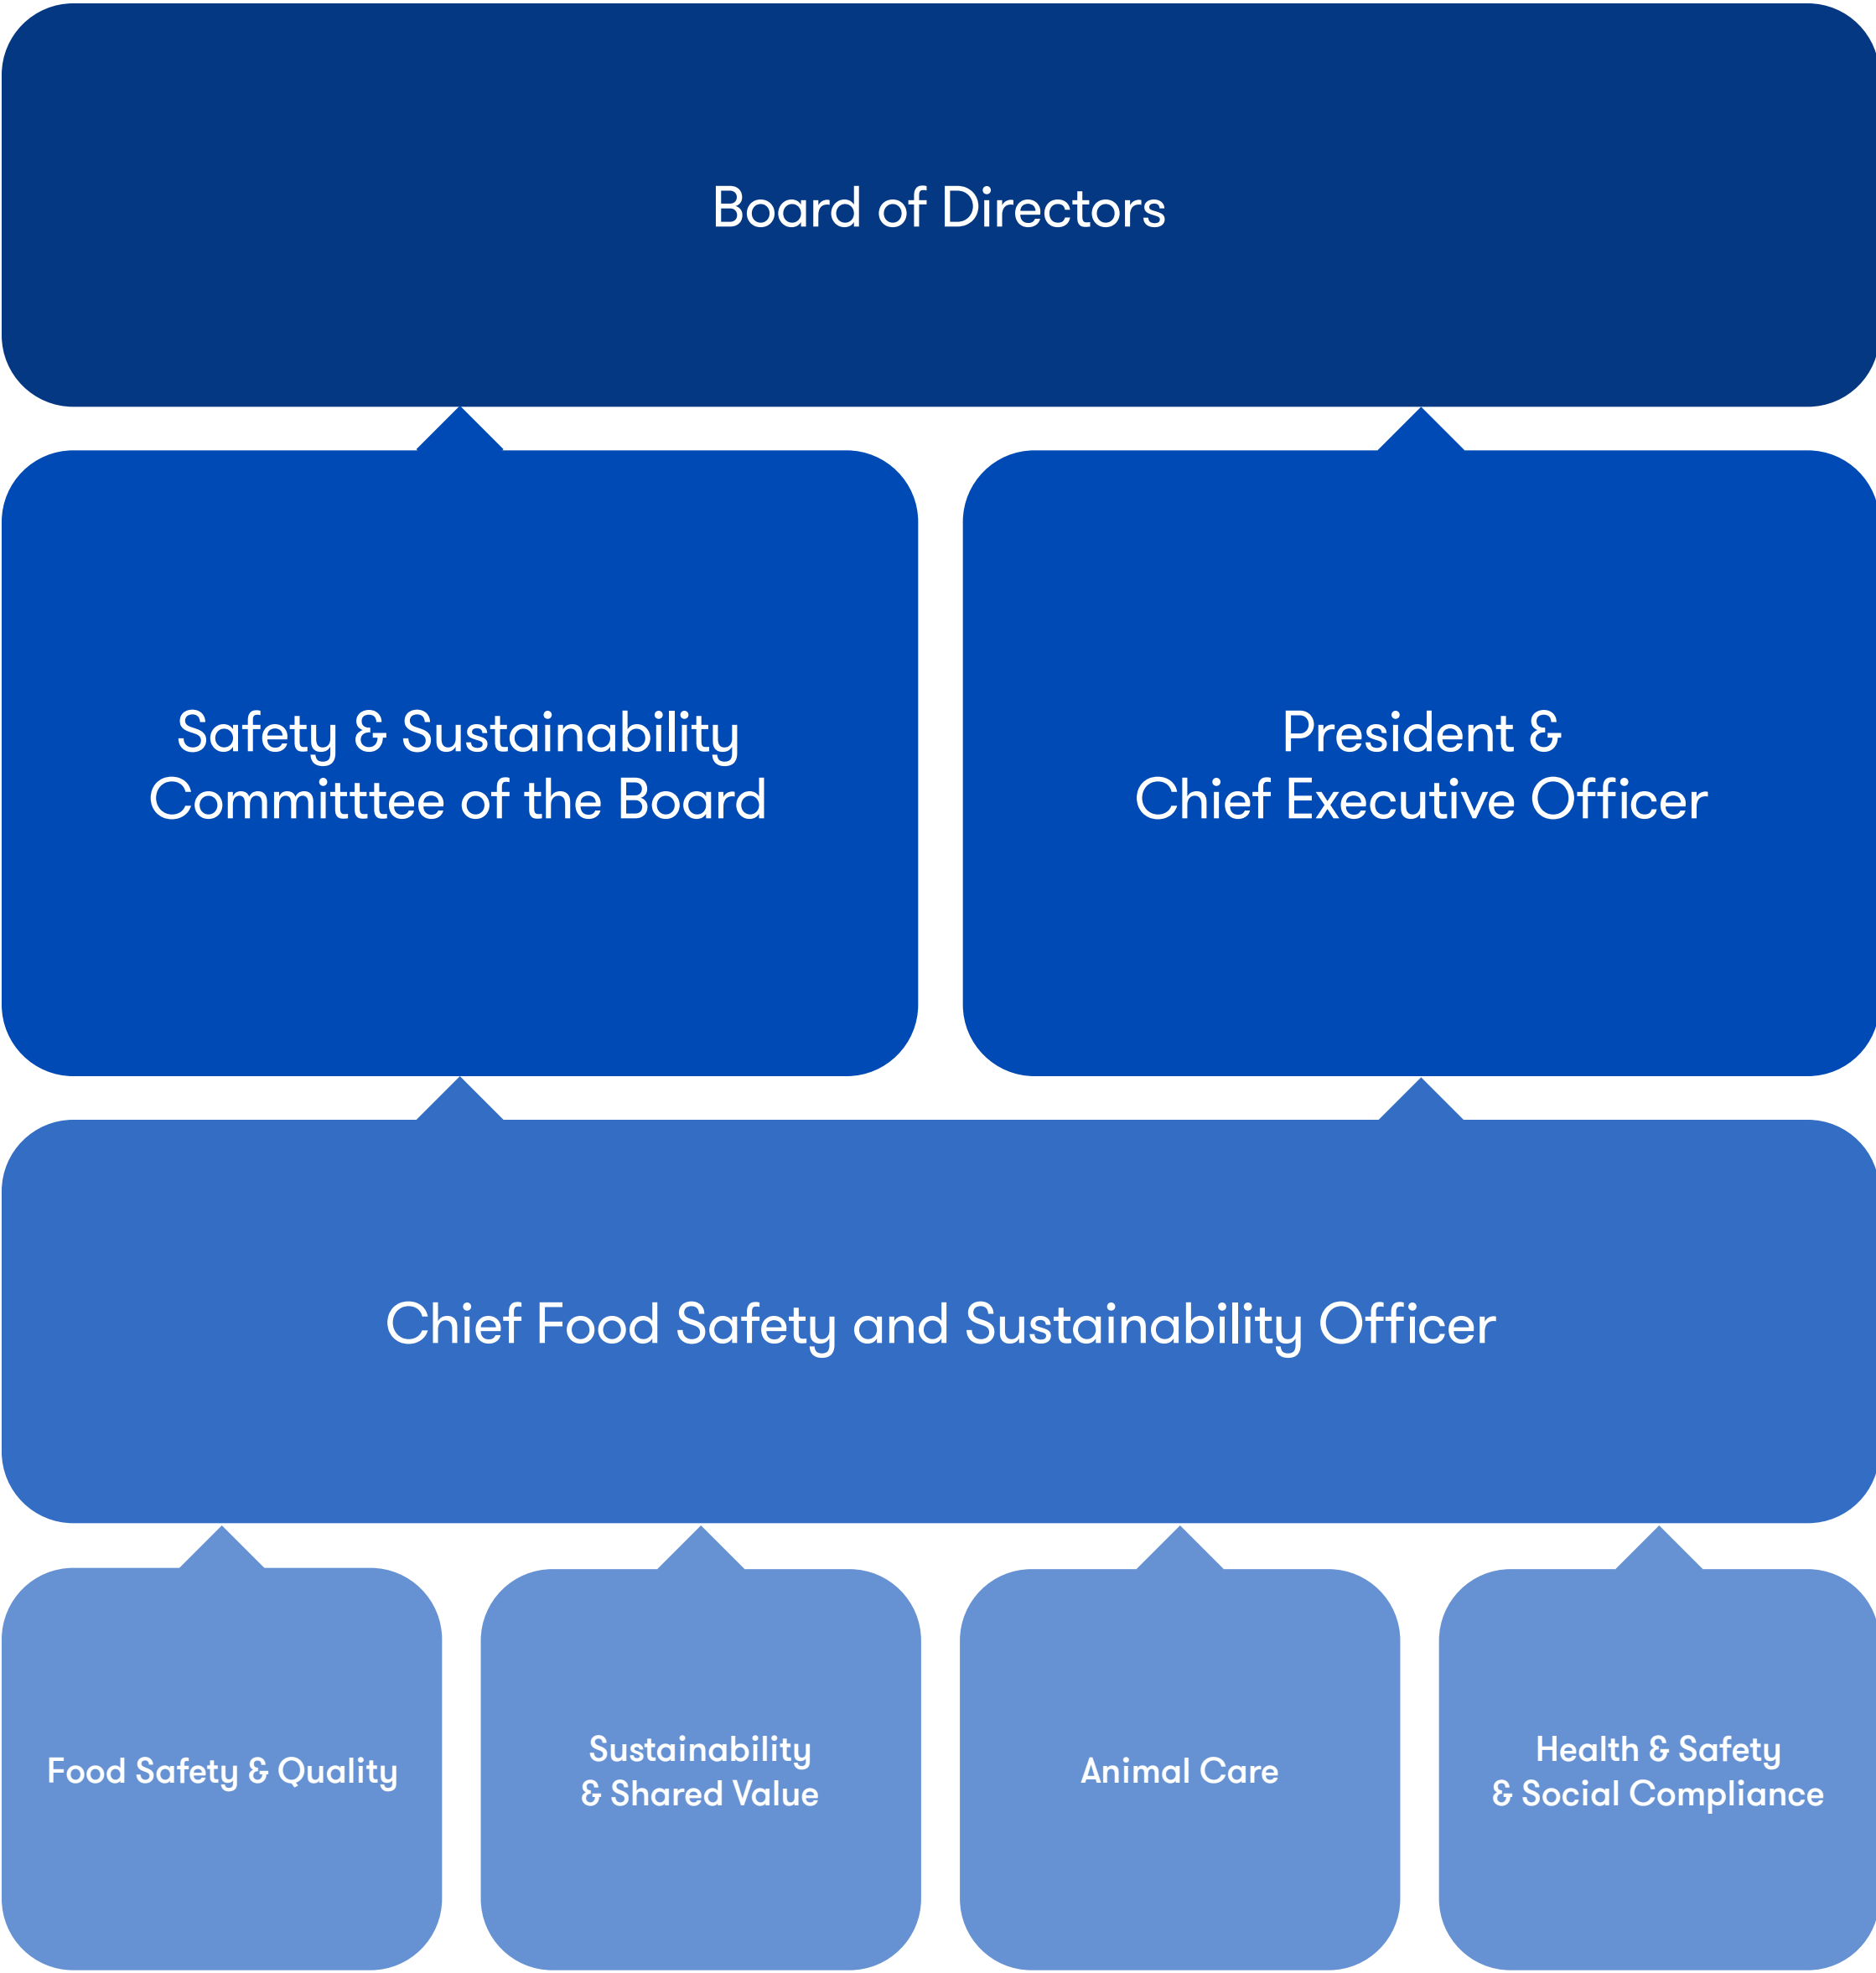 Board of Directors
Safety & Sustainability
Committtee of the Board
President &
Chief Executive Officer
Chief Food Safety and Sustainability Officer
Food Safety & Quality
Sustainability
& Shared Value
Animal Care
Health & Safety
& Social Compliance